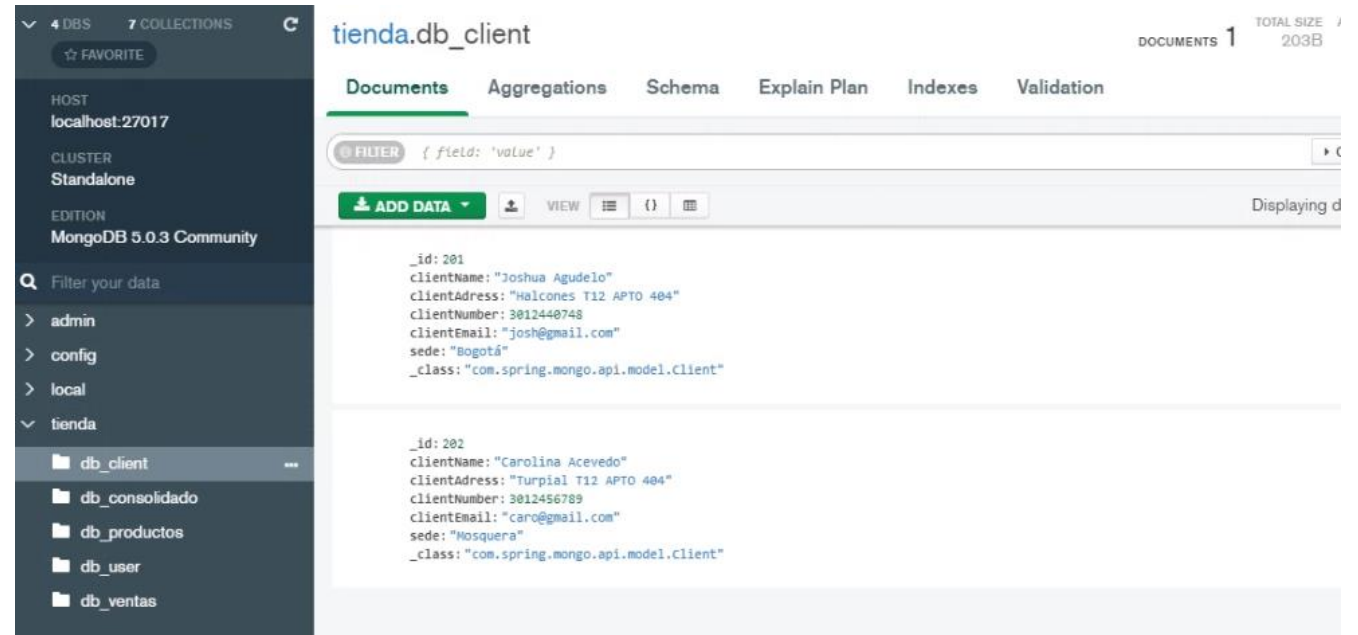 4 DBS 7 COLLECTIONS
FAVORITE
HOST
localhost:27017
CLUSTER
Standalone
EDITION
MongoDB 5.0.3 Community
Filter your data
admin
config
local
tienda
db_client
db_consolidado
db_productos
db_user
db_ventas
tienda.db_client
DOCUMENTS 1 TOTAL SIZE 203B
Documents Aggregations Schema Explain Plan Indexes Validation
FILTER { field: 'value' }
ADD DATA VIEW {}
Displaying d
_id: 201
clientName: "Joshua Agudelo"
clientAdress: "Halcones T12 APTO 404"
clientNumber: 3012440748
clientEmail: "josh@gmail.com"
sede: "Bogotá"
_class: "com.spring.mongo.api.model.Client"
_id: 202
clientName: "Carolina Acevedo"
clientAdress: "Turpial T12 APTO 404"
clientNumber: 3012456789
clientEmail: "caro@gmail.com"
sede: "Mosquera"
_class: "com.spring.mongo.api.model.Client"